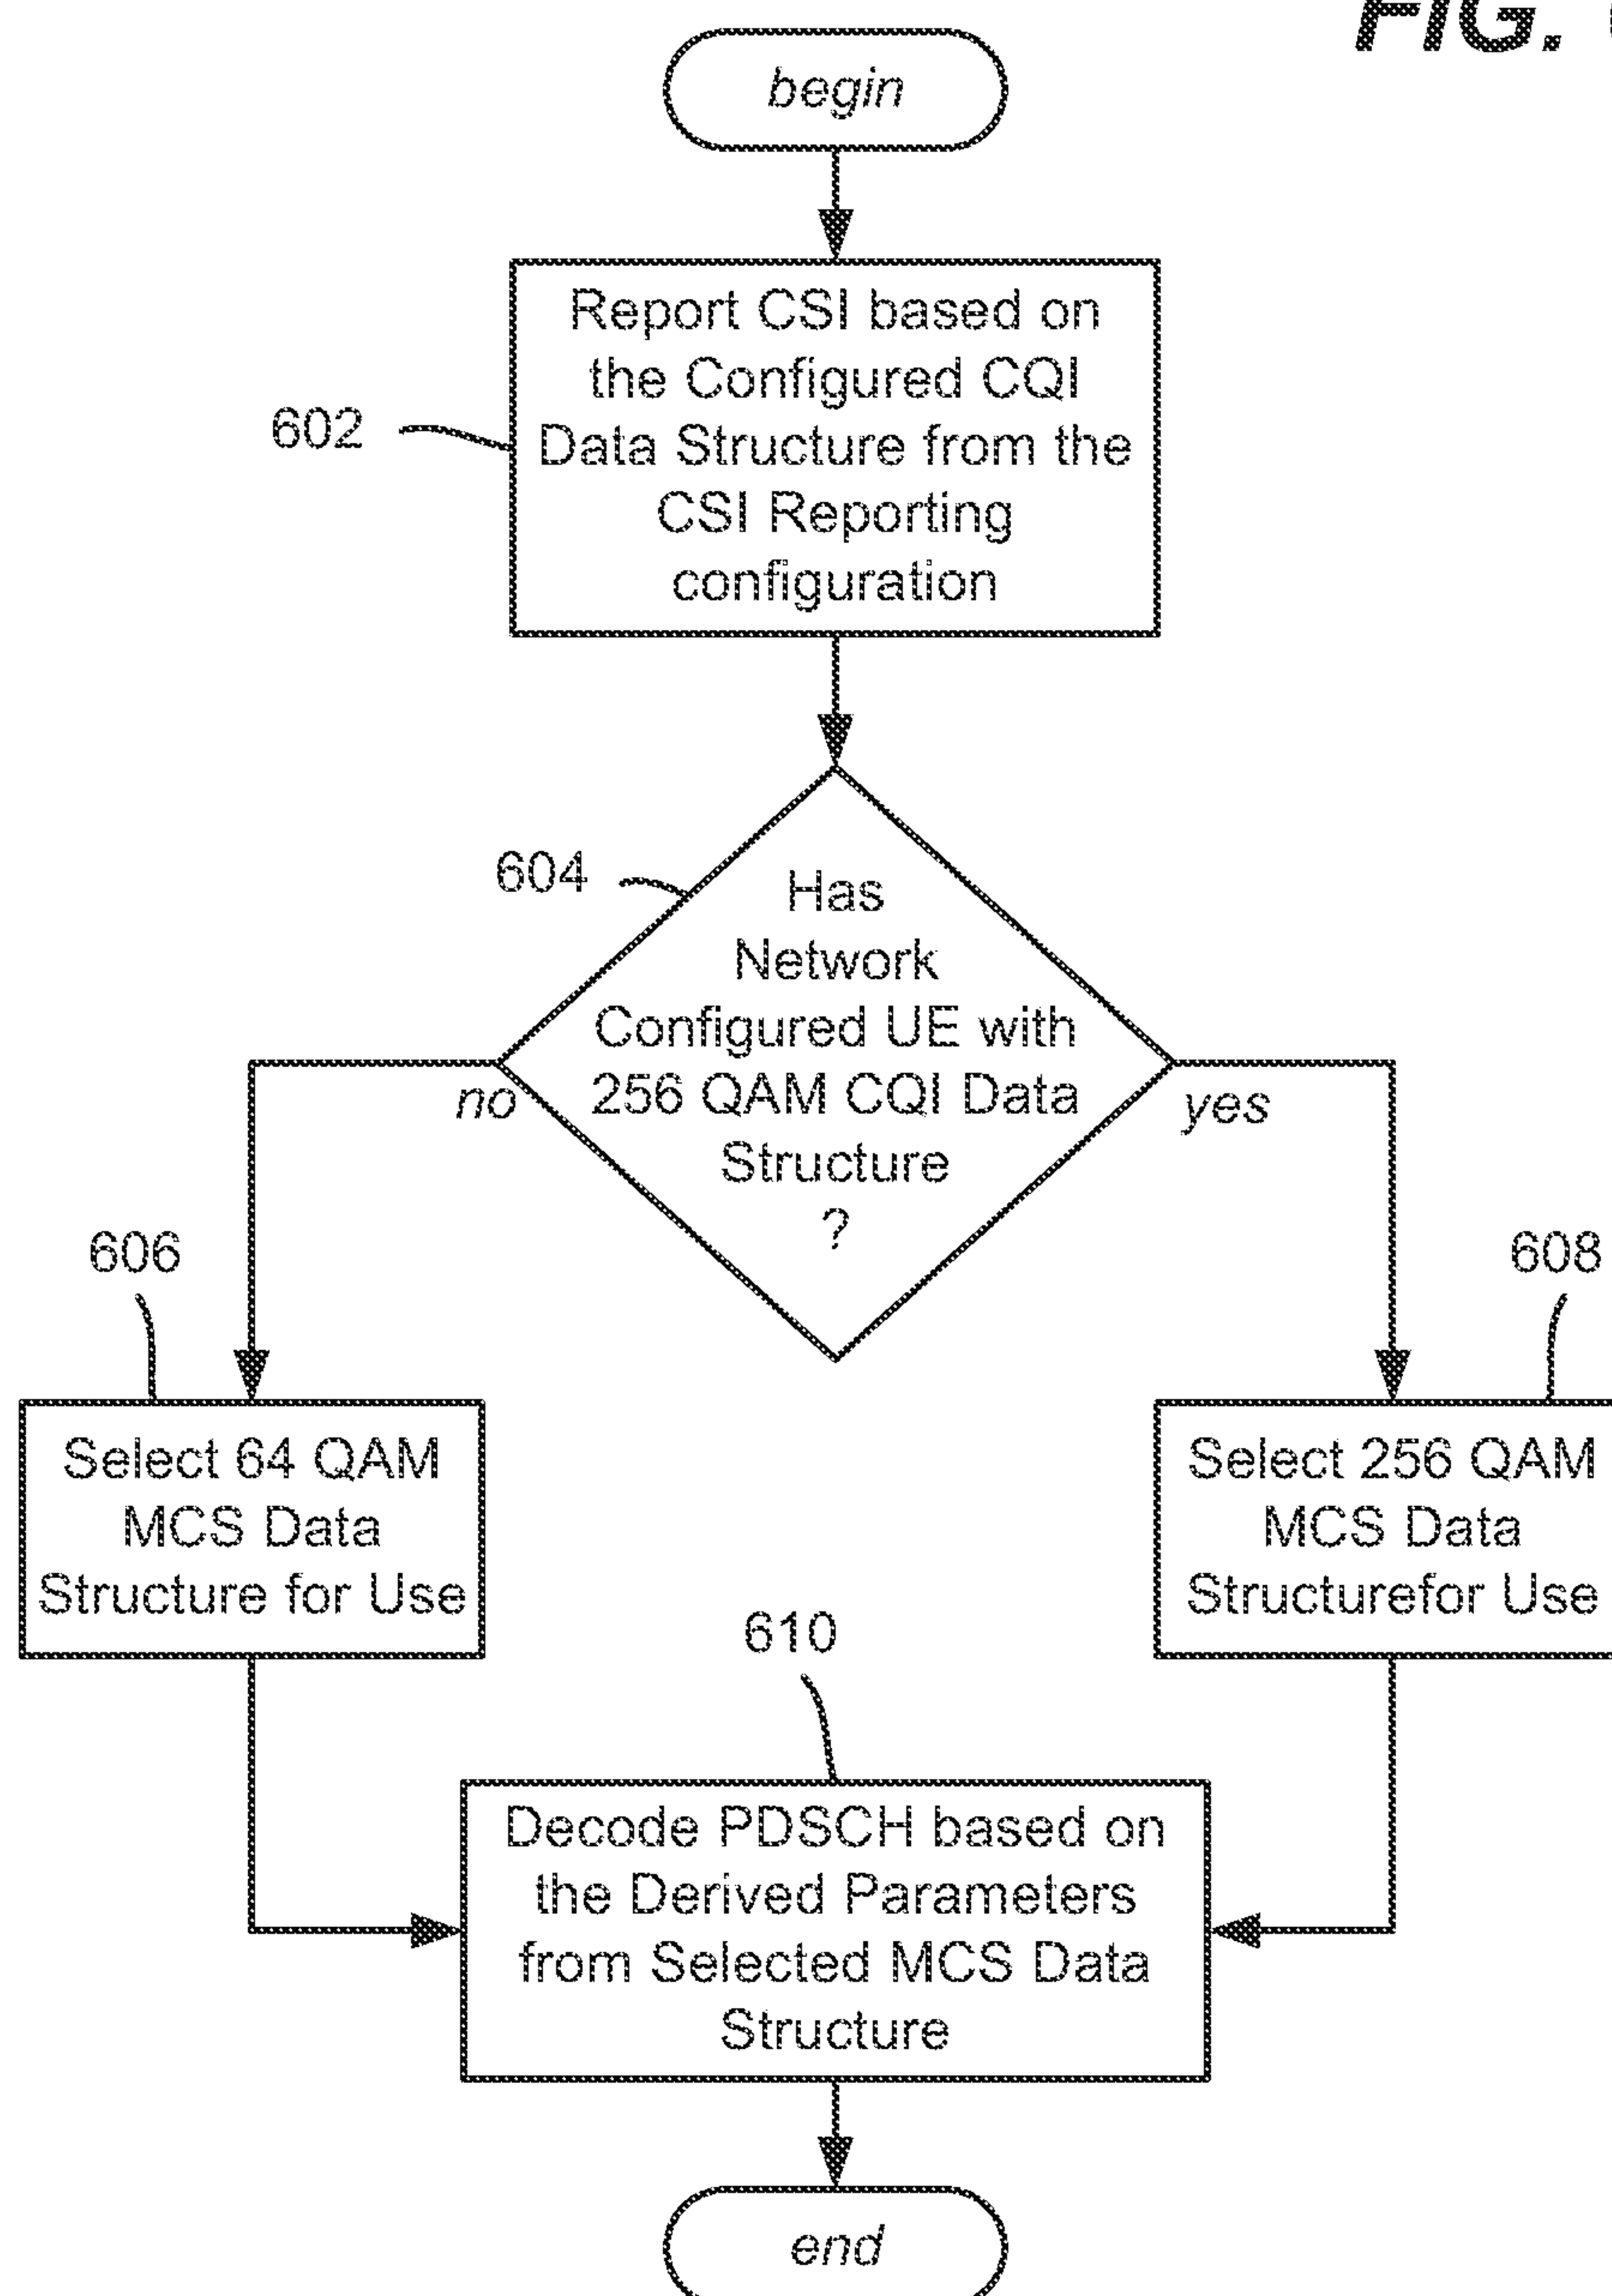 FIG.
begin
Report CSI based on
the Configured CQI
Data Structure from the
CSI Reporting
configuration
602
604
Has
Network
Configured UE with
256 QAM CQI Data
Structure
?
no
yes
606
608
Select 64 QAM
MCS Data
Structure for Use
Select 256 QAM
MCS Data
Structurefor Use
610
Decode PDSCH based on
the Derived Parameters
from Selected MCS Data
Structure
end